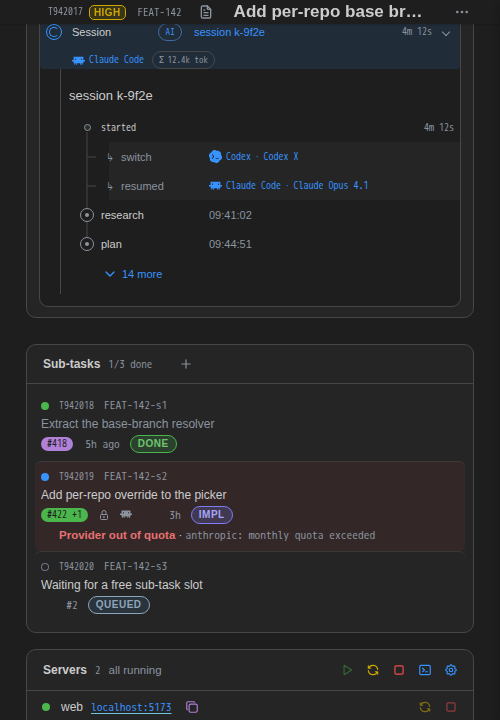 T942017 HIGH FEAT-142 Add per-repo base br…
Session AI session k-9f2e 4m 12s
Claude Code Σ 12.4k tok
session k-9f2e
started 4m 12s
↳ switch Codex · Codex X
↳ resumed Claude Code · Claude Opus 4.1
research 09:41:02
plan 09:44:51
14 more
Sub-tasks 1/3 done
T942018 FEAT-142-s1
Extract the base-branch resolver
#418 5h ago DONE
T942019 FEAT-142-s2
Add per-repo override to the picker
#422 +1 3h IMPL
Provider out of quota · anthropic: monthly quota exceeded
T942020 FEAT-142-s3
Waiting for a free sub-task slot
#2 QUEUED
Servers 2 all running
web localhost:5173